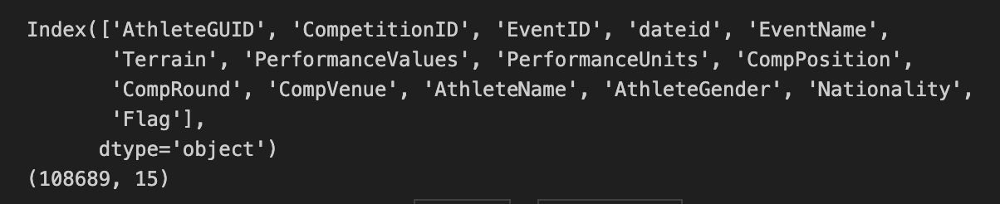 Index(['AthleteGUID', 'CompetitionID', 'EventID', 'dateid', 'EventName',
'Terrain', 'PerformanceValues', 'PerformanceUnits', 'CompPosition',
'CompRound', 'CompVenue', 'AthleteName', 'AthleteGender', 'Nationality',
'Flag'],
dtype='object')
(108689, 15)